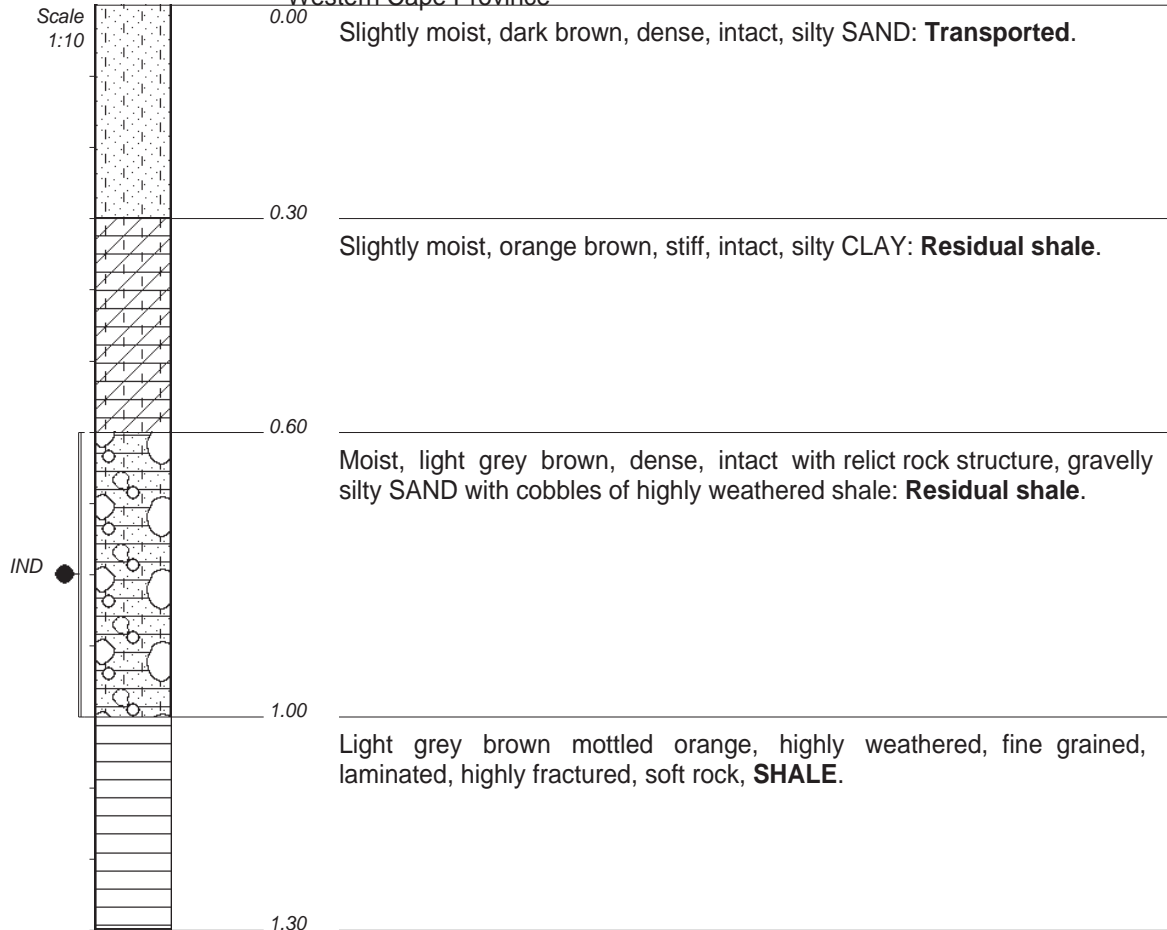 Western Cape Province
Scale
1:10
0.00
Slightly moist, dark brown, dense, intact, silty SAND: Transported.
0.30
Slightly moist, orange brown, stiff, intact, silty CLAY: Residual shale.
0.60
Moist, light grey brown, dense, intact with relict rock structure, gravelly
silty SAND with cobbles of highly weathered shale: Residual shale.
IND
1.00
Light grey brown mottled orange, highly weathered, fine grained,
laminated, highly fractured, soft rock, SHALE.
1.30